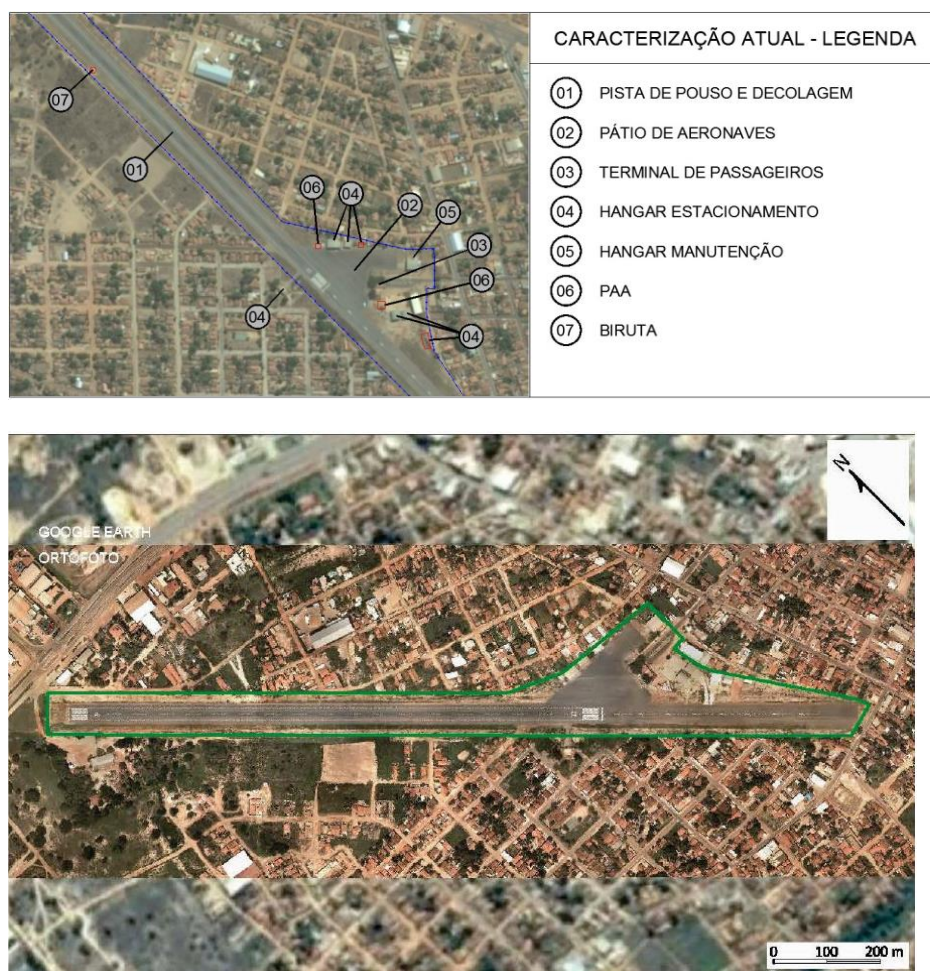 CARACTERIZAÇÃO ATUAL - LEGENDA
01 PISTA DE POUSO E DECOLAGEM
02 PÁTIO DE AERONAVES
03 TERMINAL DE PASSAGEIROS
04 HANGAR ESTACIONAMENTO
05 HANGAR MANUTENÇÃO
06 PAA
07 BIRUTA
07
01
06
04
02
05
03
06
04
04
N
GOOGLE EARTH
ORTOFOTO
0 100 200 m